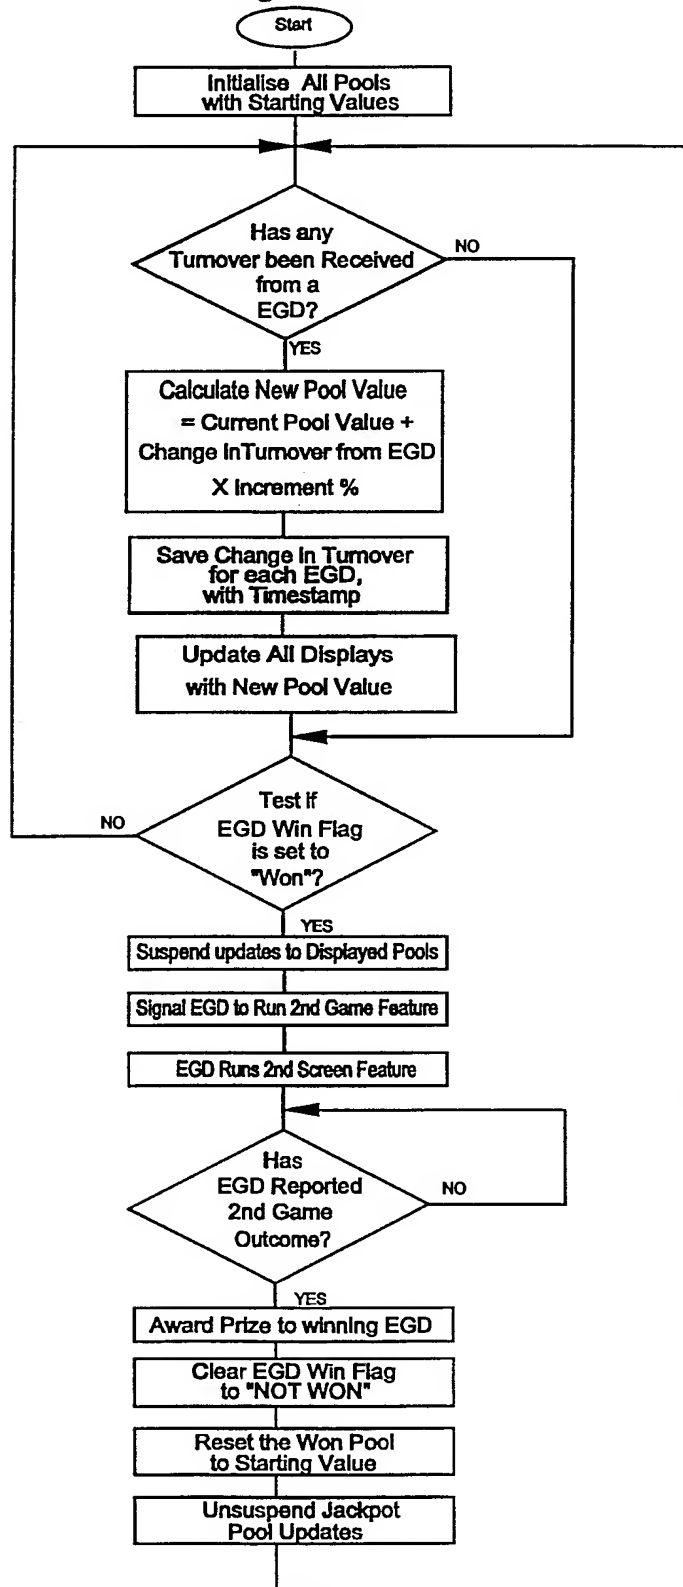 Start
Initialise All Pools
with Starting Values
Has any
Turnover been Received
from a
EGD?
NO
YES
Calculate New Pool Value
= Current Pool Value +
Change inTurnover from EGD
X Increment %
Save Change in Turnover
for each EGD,
with Timestamp
Update All Displays
with New Pool Value
Test if
EGD Win Flag
is set to
"Won"?
NO
YES
Suspend updates to Displayed Pools
Signal EGD to Run 2nd Game Feature
EGD Runs 2nd Screen Feature
Has
EGD Reported
2nd Game
Outcome?
NO
YES
Award Prize to winning EGD
Clear EGD Win Flag
to "NOT WON"
Reset the Won Pool
to Starting Value
Unsuspend Jackpot
Pool Updates